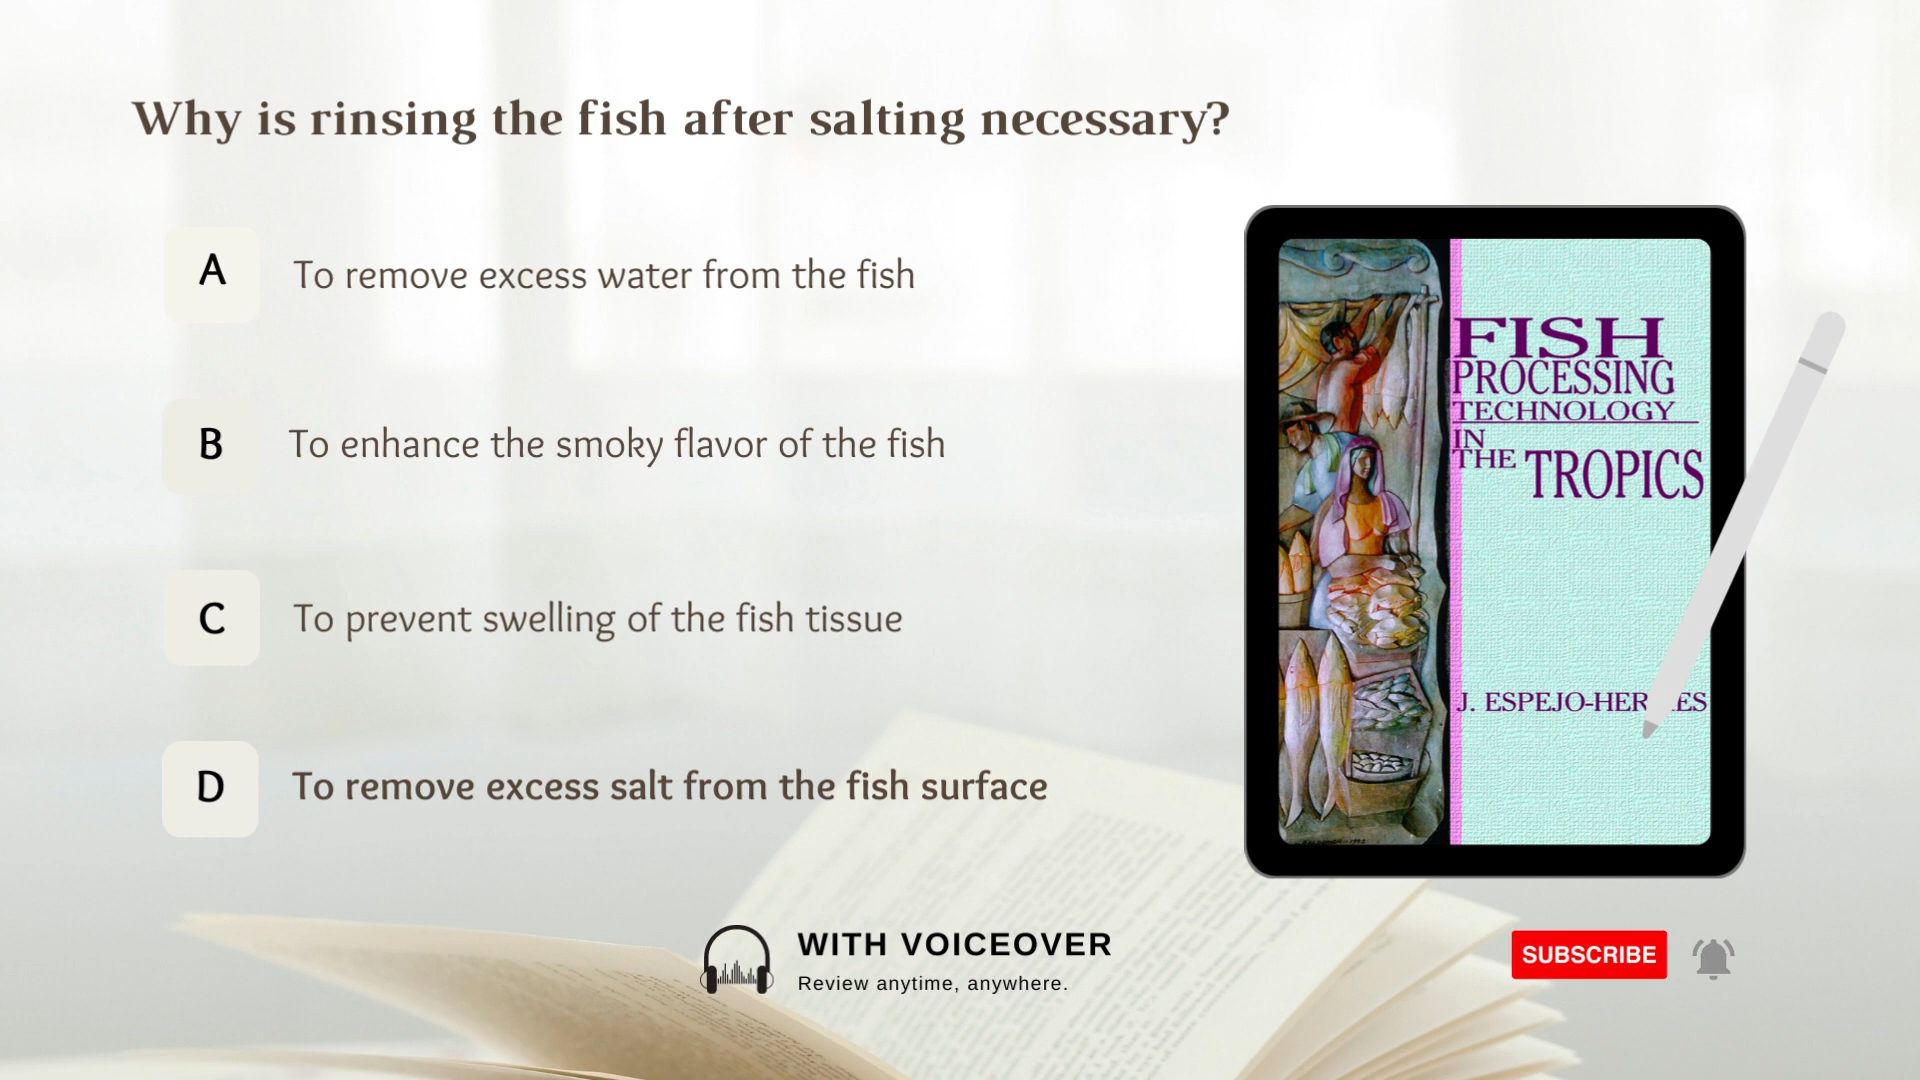 Why is rinsing the fish after salting necessary?
A
To remove excess water from the fish
B
To enhance the smoky flavor of the fish
C
To prevent swelling of the fish tissue
D
To remove excess salt from the fish surface
FISH
PROCESSING
TECHNOLOGY
IN
THE TROPICS
J.
WITH VOICEOVER
Review anytime, anywhere.
SUBSCRIBE